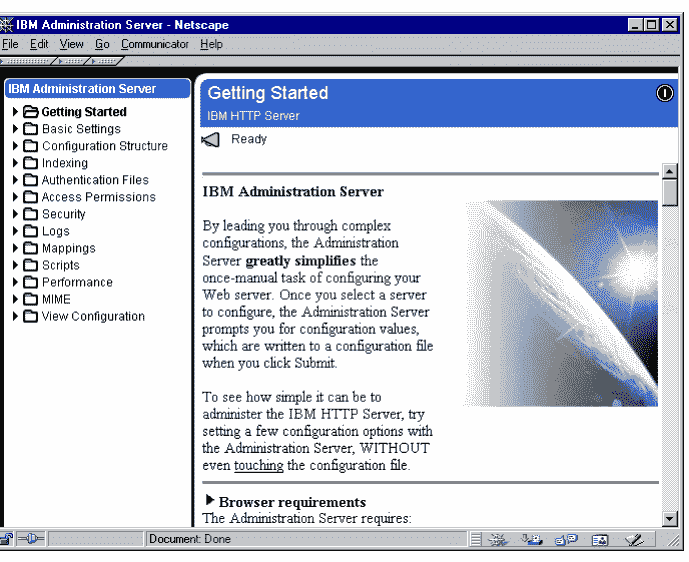 IBM Administration Server - Netscape
File Edit View Go Communicator Help
IBM Administration Server
Getting Started
Basic Settings
Configuration Structure
Indexing
Authentication Files
Access Permissions
Security
Logs
Mappings
Scripts
Performance
MIME
View Configuration
Getting Started
IBM HTTP Server
Ready
IBM Administration Server
By leading you through complex
configurations, the Administration
Server greatly simplifies the
once-manual task of configuring your
Web server. Once you select a server
to configure, the Administration Server
prompts you for configuration values,
which are written to a configuration file
when you click Submit.
To see how simple it can be to
administer the IBM HTTP Server, try
setting a few configuration options with
the Administration Server, WITHOUT
even touching the configuration file.
Browser requirements
The Administration Server requires:
Document: Done